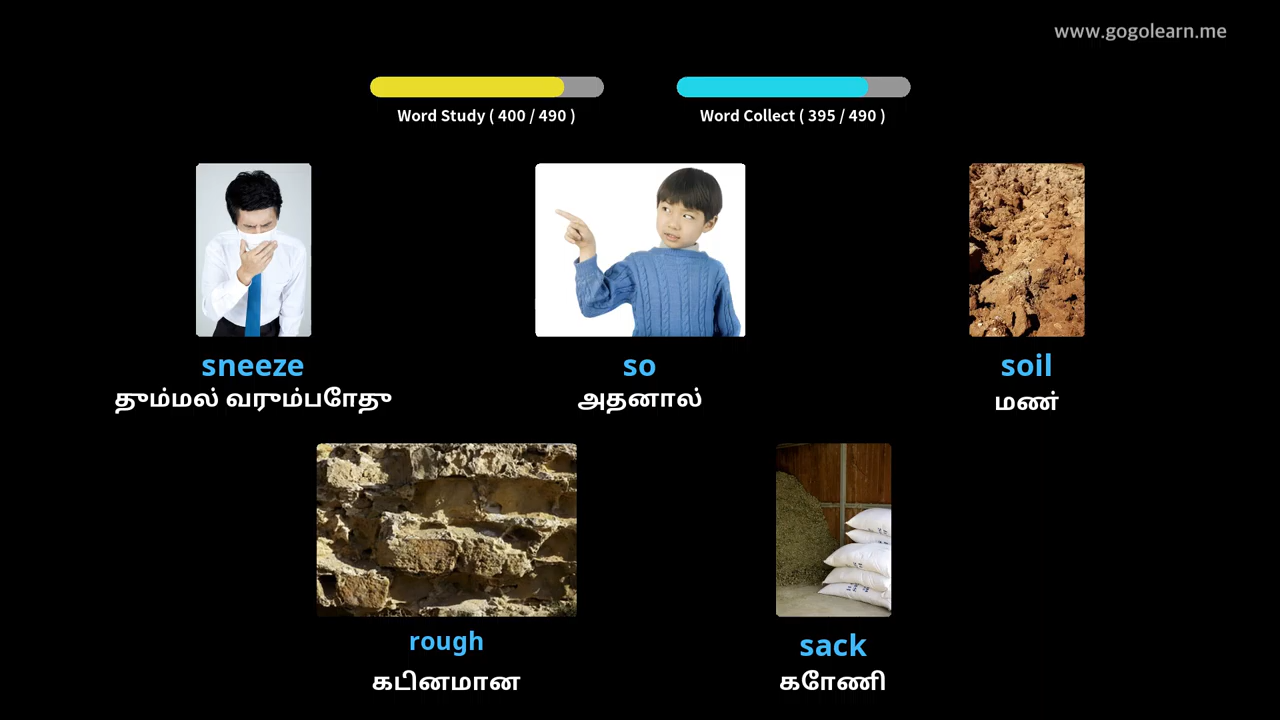 www.gogolearn.me
Word Study ( 400 / 490 )
Word Collect ( 395 / 490 )
sneeze
தும்மல் வரும்போது
so
அதனால்
soil
மண்
rough
கடினமான
sack
கோணி